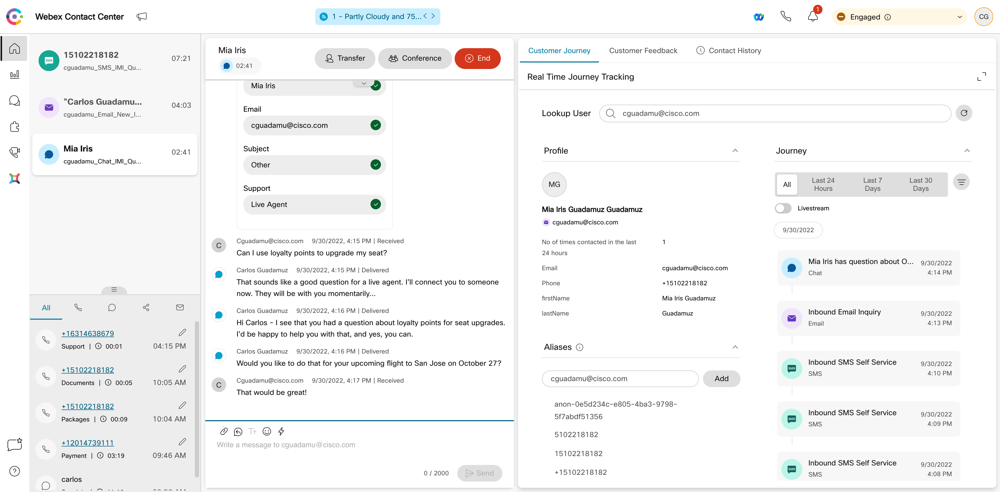 Webex Contact Center
1 - Partly Cloudy and 75...
1
Engaged
CG
SMS
15102218182
07:21
cguadamu_SMS_IMI_Qu...
"Carlos Guadamu...
04:03
cguadamu_Email_New_I...
Mia Iris
02:41
cguadamu_Chat_IMI_Qu...
All
+16314638679
Support | 00:01
04:15 PM
+15102218182
Documents | 00:05
10:05 AM
+15102218182
Packages | 00:09
10:04 AM
+12014739111
Payment | 03:19
09:46 AM
carlos
Mia Iris
02:41
Transfer
Conference
End
Mia Iris
Email
cguadamu@cisco.com
Subject
Other
Support
Live Agent
C
Cguadamu@cisco.com 9/30/2022, 4:15 PM | Received
Can I use loyalty points to upgrade my seat?
Carlos Guadamuz 9/30/2022, 4:15 PM | Delivered
That sounds like a good question for a live agent. I'll connect you to someone
now. They will be with you momentarily...
Carlos Guadamuz 9/30/2022, 4:16 PM | Delivered
Hi Carlos - I see that you had a question about loyalty points for seat upgrades.
I'd be happy to help you with that, and yes, you can.
Carlos Guadamuz 9/30/2022, 4:16 PM | Delivered
Would you like to do that for your upcoming flight to San Jose on October 27?
C
Cguadamu@cisco.com 9/30/2022, 4:17 PM | Received
That would be great!
Tт
Write a message to cguadamu@cisco.com
0 / 2000
Send
Customer Journey
Customer Feedback
Contact History
Real Time Journey Tracking
Lookup User
cguadamu@cisco.com
Profile
MG
Mia Iris Guadamuz Guadamuz
cguadamu@cisco.com
No of times contacted in the last
24 hours
1
Email
cguadamu@cisco.com
Phone
+15102218182
firstName
Mia Iris Guadamuz
lastName
Guadamuz
Aliases
cguadamu@cisco.com
Add
anon-0e5d234c-e805-4ba3-9798-
5f7abdf51356
5102218182
15102218182
+15102218182
Journey
All
Last 24
Hours
Last 7
Days
Last 30
Days
Livestream
9/30/2022
Mia Iris has question about O...
Chat
9/30/2022
4:14 PM
Inbound Email Inquiry
Email
9/30/2022
4:13 PM
SMS
Inbound SMS Self Service
SMS
9/30/2022
4:10 PM
SMS
Inbound SMS Self Service
SMS
9/30/2022
4:09 PM
SMS
Inbound SMS Self Service
SMS
9/30/2022
4:08 PM